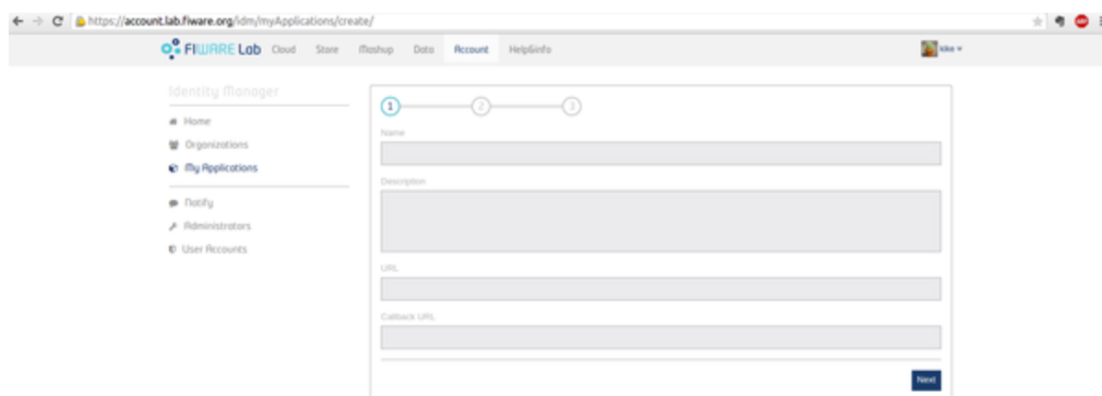 https://account.lab.fiware.org/idm/myApplications/create/
FIWARE Lab Cloud Store Mashup Data Account Help&info kike
Identity Manager
Home
Organizations
My Applications
Notify
Administrators
User Accounts
1 2 3
Name
Description
URL
Callback URL
Next